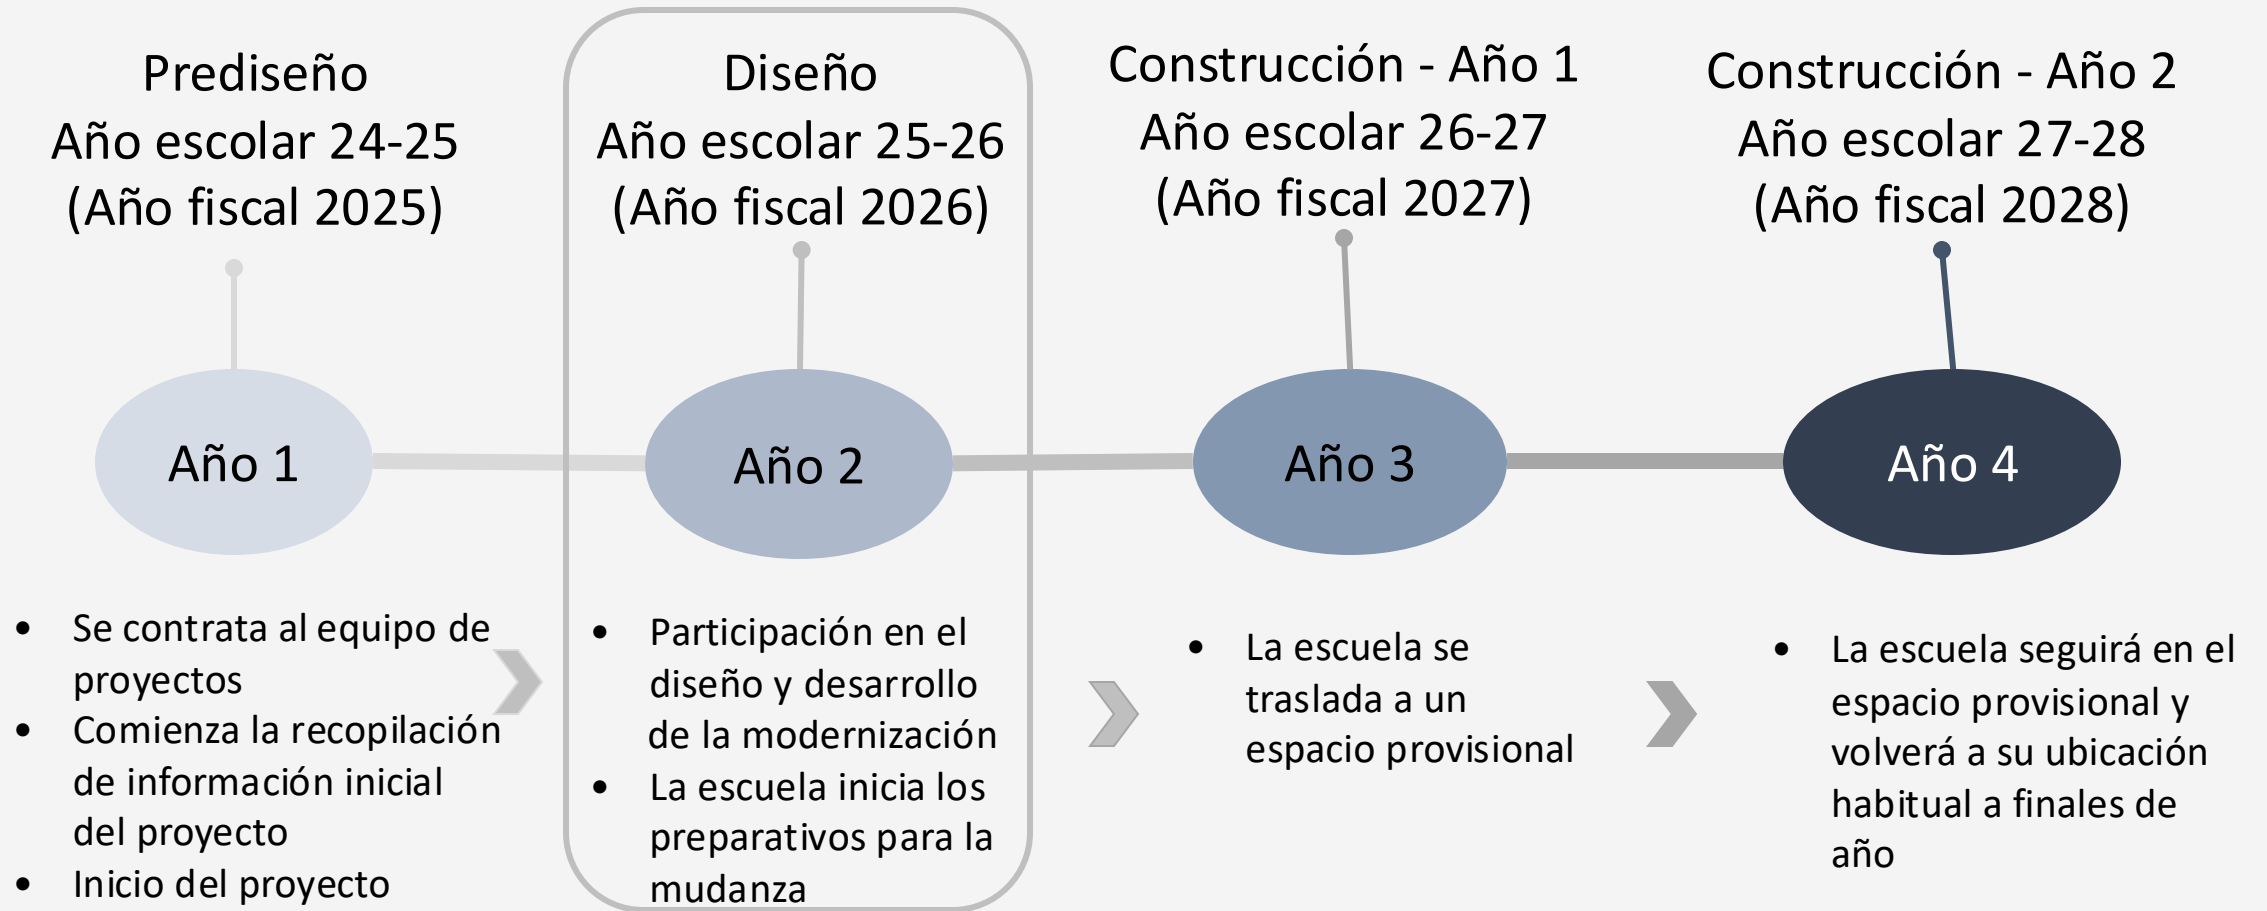 Prediseño
Año escolar 24-25
(Año fiscal 2025)
Diseño
Año escolar 25-26
(Año fiscal 2026)
Construcción - Año 1
Año escolar 26-27
(Año fiscal 2027)
Construcción - Año 2
Año escolar 27-28
(Año fiscal 2028)
Año 1
Año 2
Año 3
Año 4
• Se contrata al equipo de
proyectos
• Comienza la recopilación
de información inicial
del proyecto
• Inicio del proyecto
• Participación en el
diseño y desarrollo
de la modernización
• La escuela inicia los
preparativos para la
mudanza
• La escuela se
traslada a un
espacio provisional
• La escuela seguirá en el
espacio provisional y
volverá a su ubicación
habitual a finales de
año